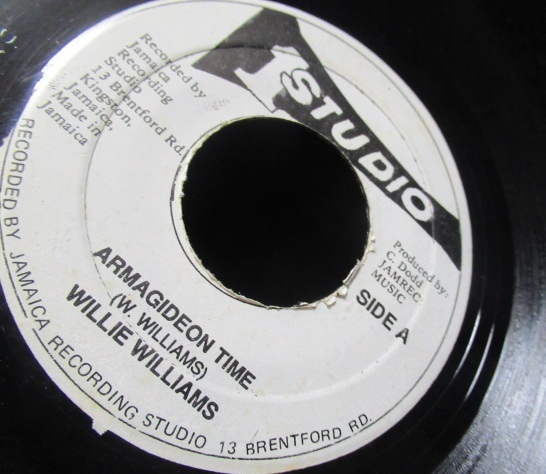 1 STUDIO
Recorded by
Jamaica
Recording
Studio
13 Brentford Rd.
Kingston,
Jamaica,
Made in
Jamaica
Produced by:
C. Dodd
JAMREC
MUSIC
SIDE A
ARMAGIDEON TIME
(W. WILLIAMS)
WILLIE WILLIAMS
RECORDED BY JAMAICA RECORDING STUDIO 13 BRENTFORD RD.